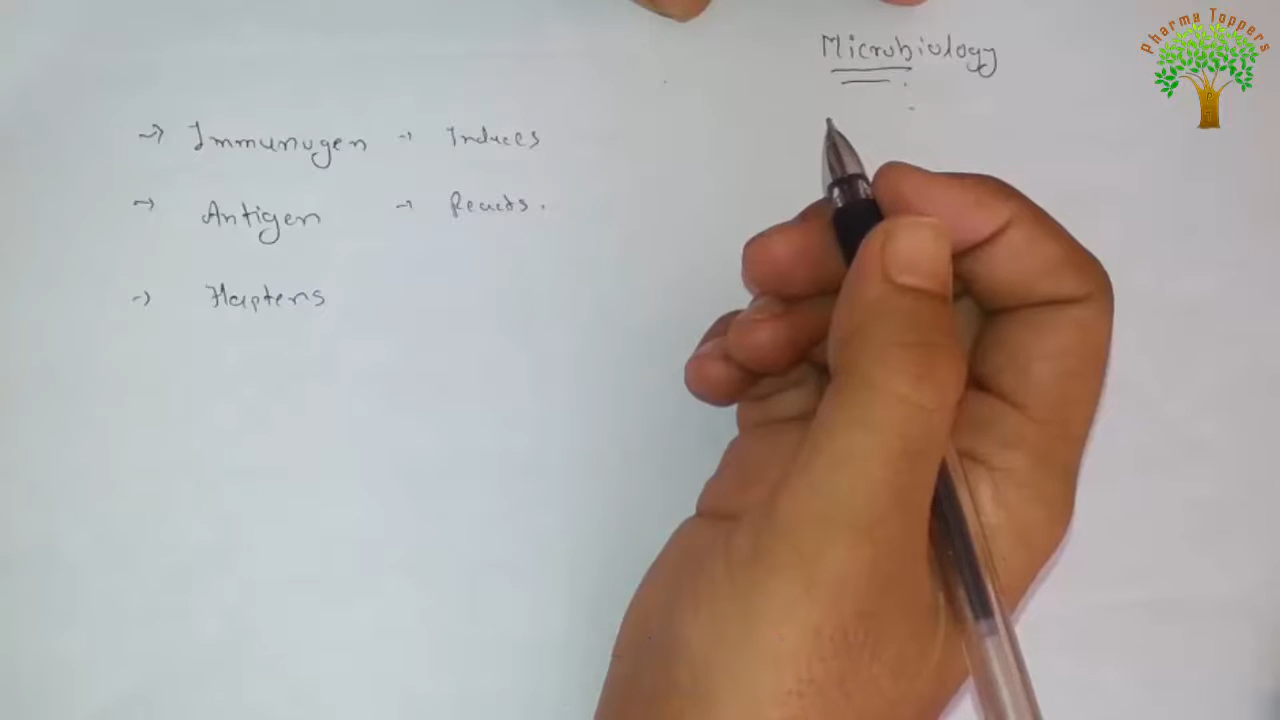 Microbiology
→ Immunogen → Induces
→ Antigen → Reacts.
→ Haptens
Pharma Toppers
P
T